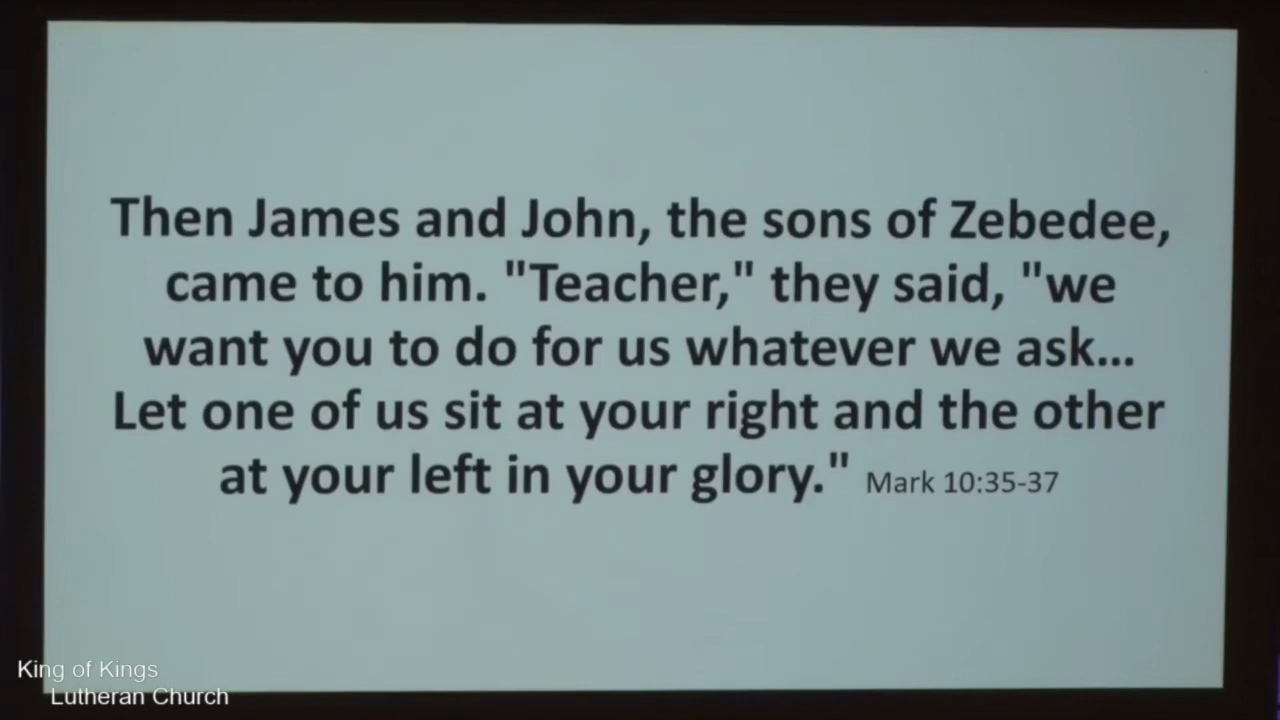 Then James and John, the sons of Zebedee,
came to him. "Teacher," they said, "we
want you to do for us whatever we ask...
Let one of us sit at your right and the other
at your left in your glory." Mark 10:35-37
King of Kings
Lutheran Church